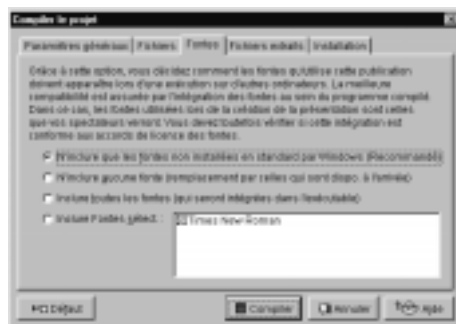 Compiler le projet
Paramètres généraux Fichiers Fontes Fichiers extraits Installation
Grâce à cette option, vous décidez comment les fontes qu'utilise cette publication
doivent apparaître lors d'une exécution sur d'autres ordinateurs. La meilleure
compatibilité est assurée par l'intégration des fontes au sein du programme compilé.
Dans ce cas, les fontes utilisées lors de la création de la présentation sont celles
que vos spectateurs verront. Vous devez toutefois vérifier si cette intégration est
conforme aux accords de licence des fontes.
N'inclure que les fontes non installées en standard par Windows (Recommandé)
N'inclure aucune fonte (remplacement par celles qui sont dispo. à l'arrivée)
Inclure toutes les fontes (qui seront intégrées dans l'exécutable)
Inclure Fontes sélect. : Times New Roman
Défaut Compiler Annuler Aide